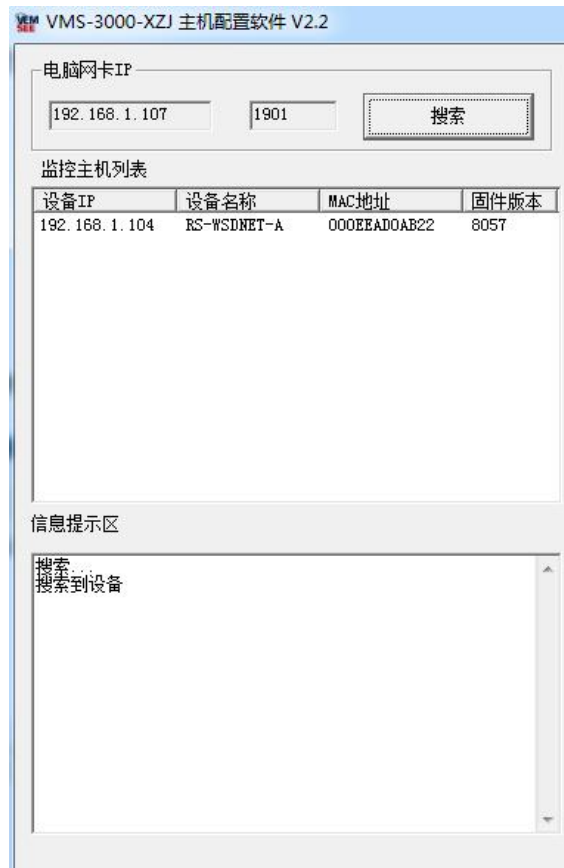 VEM SEE VMS-3000-XZJ 主机配置软件 V2.2
电脑网卡IP
192.168.1.107 1901 搜索
监控主机列表
设备IP 设备名称 MAC地址 固件版本
192.168.1.104 RS-WSDNET-A 000EEAD0AB22 8057
信息提示区
搜索...
搜索到设备